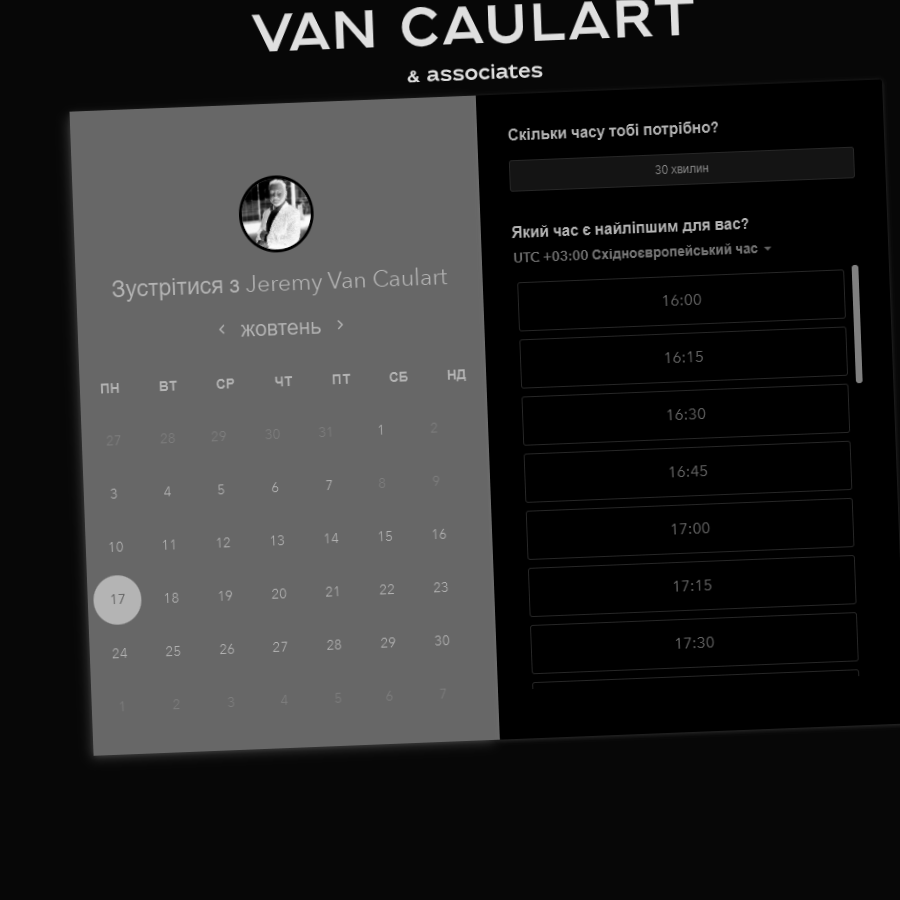 VAN CAULART
& associates
Зустрітися з Jeremy Van Caulart
‹ жовтень ›
ПН ВТ СР ЧТ ПТ СБ НД
27 28 29 30 31 1 2
3 4 5 6 7 8 9
10 11 12 13 14 15 16
17 18 19 20 21 22 23
24 25 26 27 28 29 30
1 2 3 4 5 6 7
Скільки часу тобі потрібно?
30 хвилин
Який час є найліпшим для вас?
UTC +03:00 Східноєвропейський час
16:00
16:15
16:30
16:45
17:00
17:15
17:30